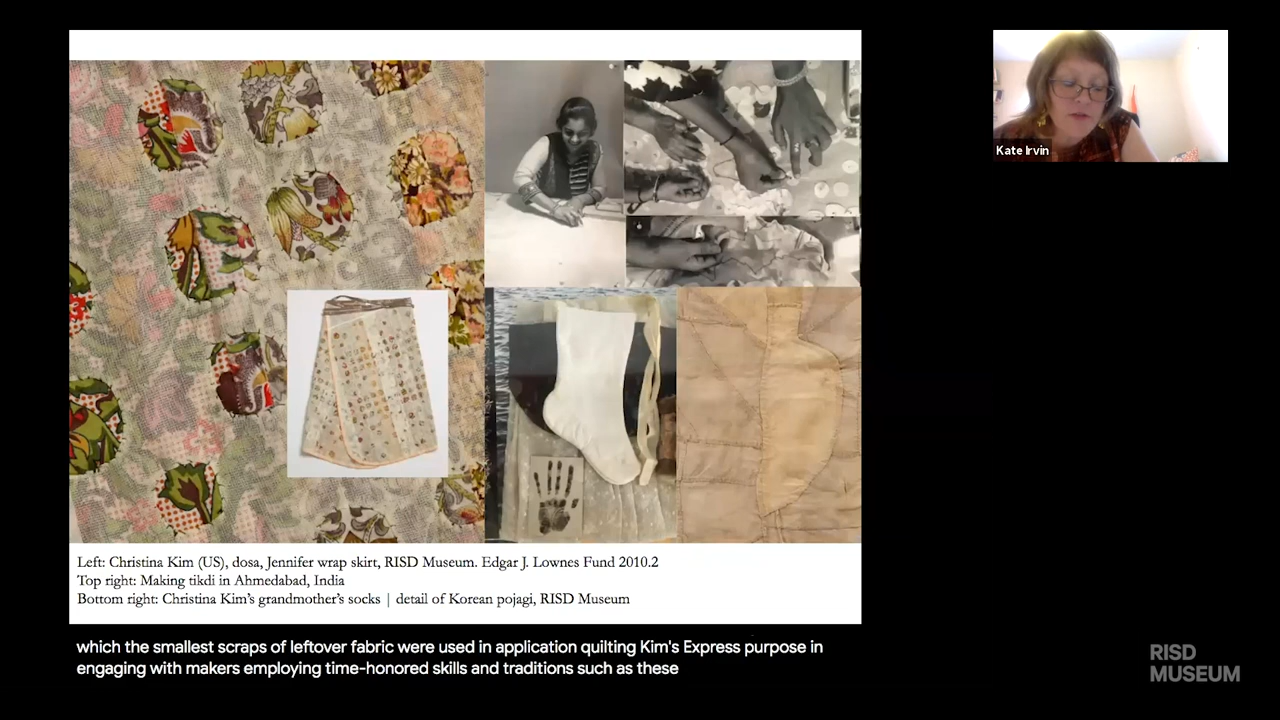 Kate Irvin
Left: Christina Kim (US), dosa, Jennifer wrap skirt, RISD Museum. Edgar J. Lownes Fund 2010.2
Top right: Making tikdi in Ahmedabad, India
Bottom right: Christina Kim's grandmother's socks | detail of Korean pojagi, RISD Museum
which the smallest scraps of leftover fabric were used in application quilting Kim's Express purpose in
engaging with makers employing time-honored skills and traditions such as these
RISD
MUSEUM